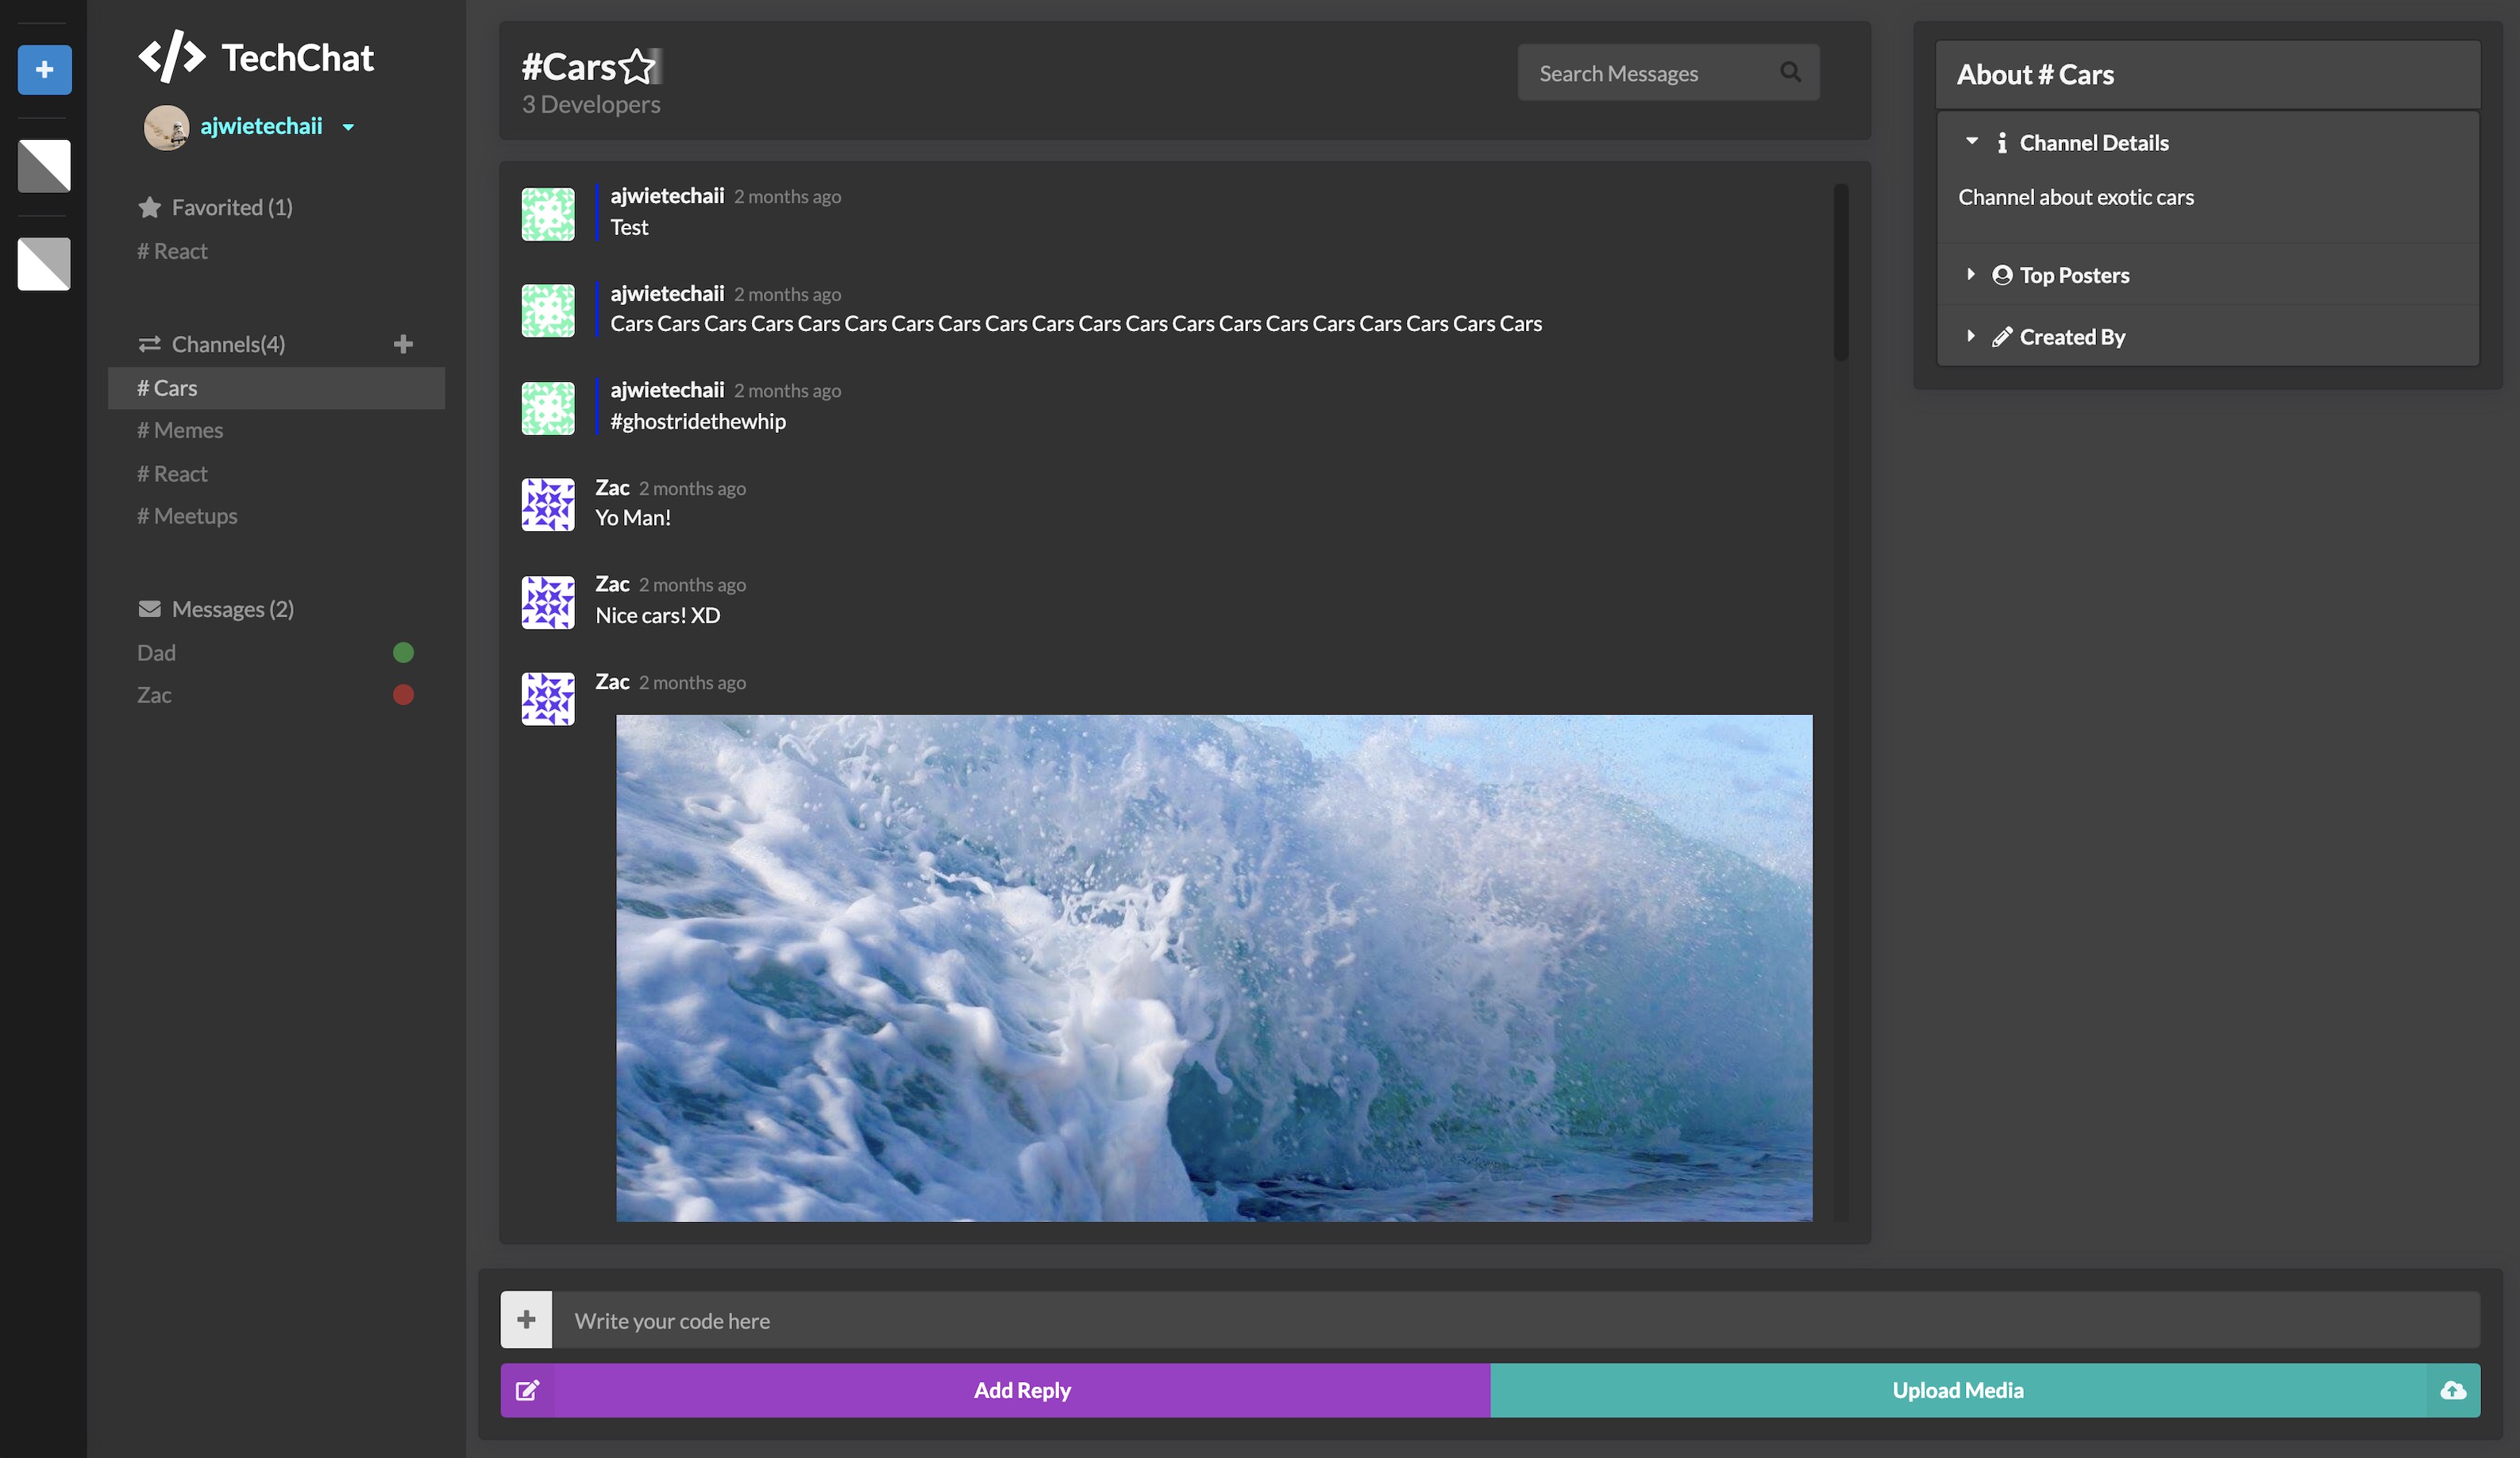 </> TechChat
ajwietechaii
Favorited (1)
# React
Channels(4)
# Cars
# Memes
# React
# Meetups
Messages (2)
Dad
Zac
#Cars
3 Developers
Search Messages
ajwietechaii 2 months ago
Test
ajwietechaii 2 months ago
Cars Cars Cars Cars Cars Cars Cars Cars Cars Cars Cars Cars Cars Cars Cars Cars Cars Cars Cars Cars
ajwietechaii 2 months ago
#ghostridethewhip
Zac 2 months ago
Yo Man!
Zac 2 months ago
Nice cars! XD
Zac 2 months ago
Write your code here
Add Reply
Upload Media
About # Cars
Channel Details
Channel about exotic cars
Top Posters
Created By